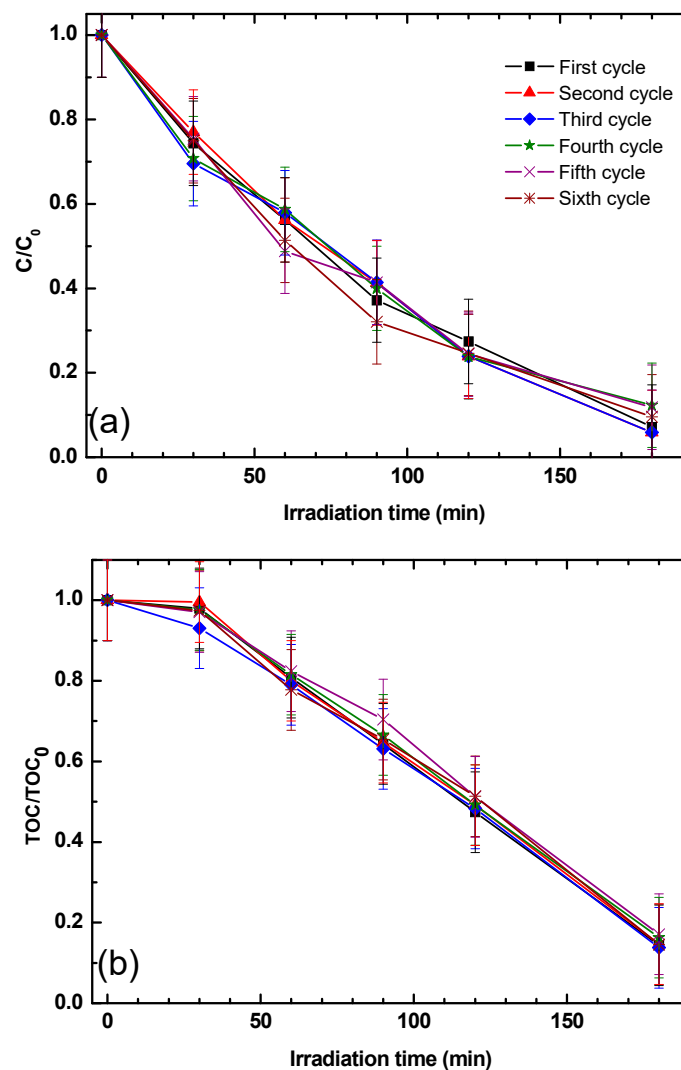 1.0
0.8
0.6
0.4
0.2
0.0
C/C0
First cycle
Second cycle
Third cycle
Fourth cycle
Fifth cycle
Sixth cycle
(a)
0 50 100 150
Irradiation time (min)
1.0
0.8
0.6
0.4
0.2
0.0
TOC/TOC0
(b)
0 50 100 150
Irradiation time (min)